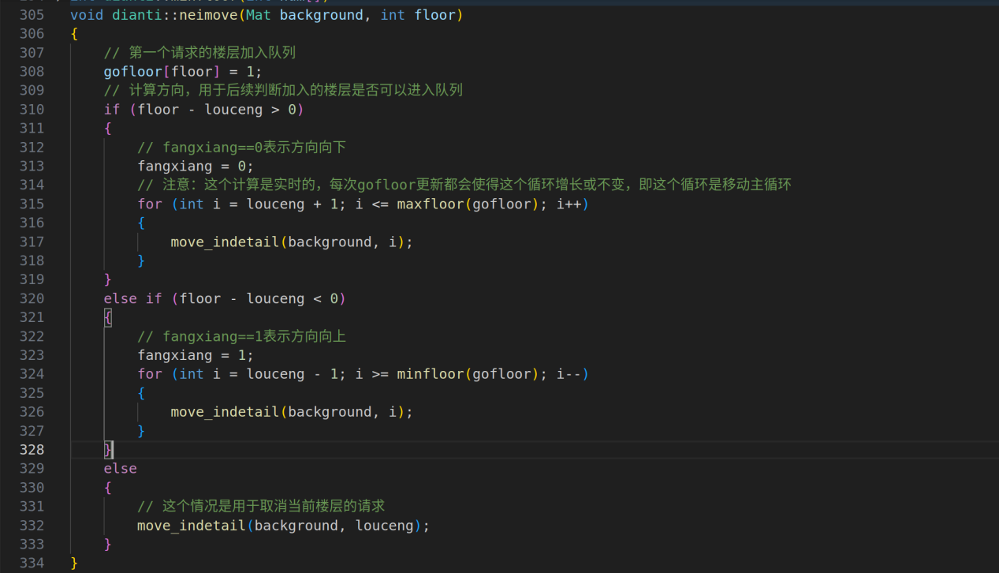 305 void dianti::neimove(Mat background, int floor)
306 {
307 // 第一个请求的楼层加入队列
308 gofloor[floor] = 1;
309 // 计算方向，用于后续判断加入的楼层是否可以进入队列
310 if (floor - louceng > 0)
311 {
312 // fangxiang==0表示方向向下
313 fangxiang = 0;
314 // 注意：这个计算是实时的，每次gofloor更新都会使得这个循环增长或不变，即这个循环是移动主循环
315 for (int i = louceng + 1; i <= maxfloor(gofloor); i++)
316 {
317 move_indetail(background, i);
318 }
319 }
320 else if (floor - louceng < 0)
321 {
322 // fangxiang==1表示方向向上
323 fangxiang = 1;
324 for (int i = louceng - 1; i >= minfloor(gofloor); i--)
325 {
326 move_indetail(background, i);
327 }
328 }
329 else
330 {
331 // 这个情况是用于取消当前楼层的请求
332 move_indetail(background, louceng);
333 }
334 }